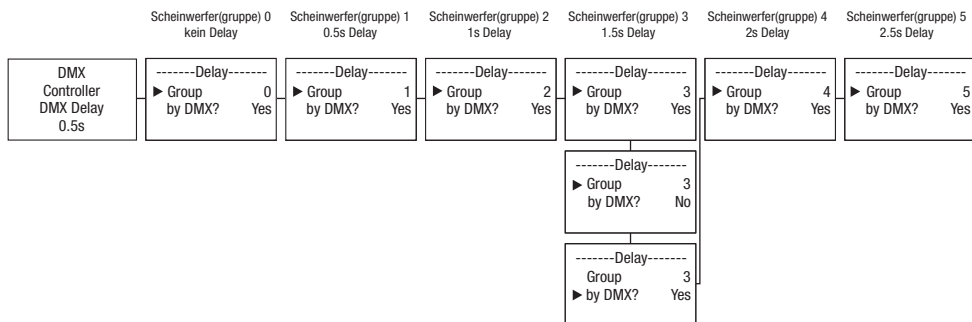 Scheinwerfer(gruppe) 0
kein Delay
Scheinwerfer(gruppe) 1
0.5s Delay
Scheinwerfer(gruppe) 2
1s Delay
Scheinwerfer(gruppe) 3
1.5s Delay
Scheinwerfer(gruppe) 4
2s Delay
Scheinwerfer(gruppe) 5
2.5s Delay
DMX
Controller
DMX Delay
0.5s
-------Delay-------
▶ Group 0
by DMX? Yes
-------Delay-------
▶ Group 1
by DMX? Yes
-------Delay-------
▶ Group 2
by DMX? Yes
-------Delay-------
▶ Group 3
by DMX? Yes
-------Delay-------
▶ Group 4
by DMX? Yes
-------Delay-------
▶ Group 5
by DMX? Yes
-------Delay-------
▶ Group 3
by DMX? No
-------Delay-------
Group 3
▶ by DMX? Yes